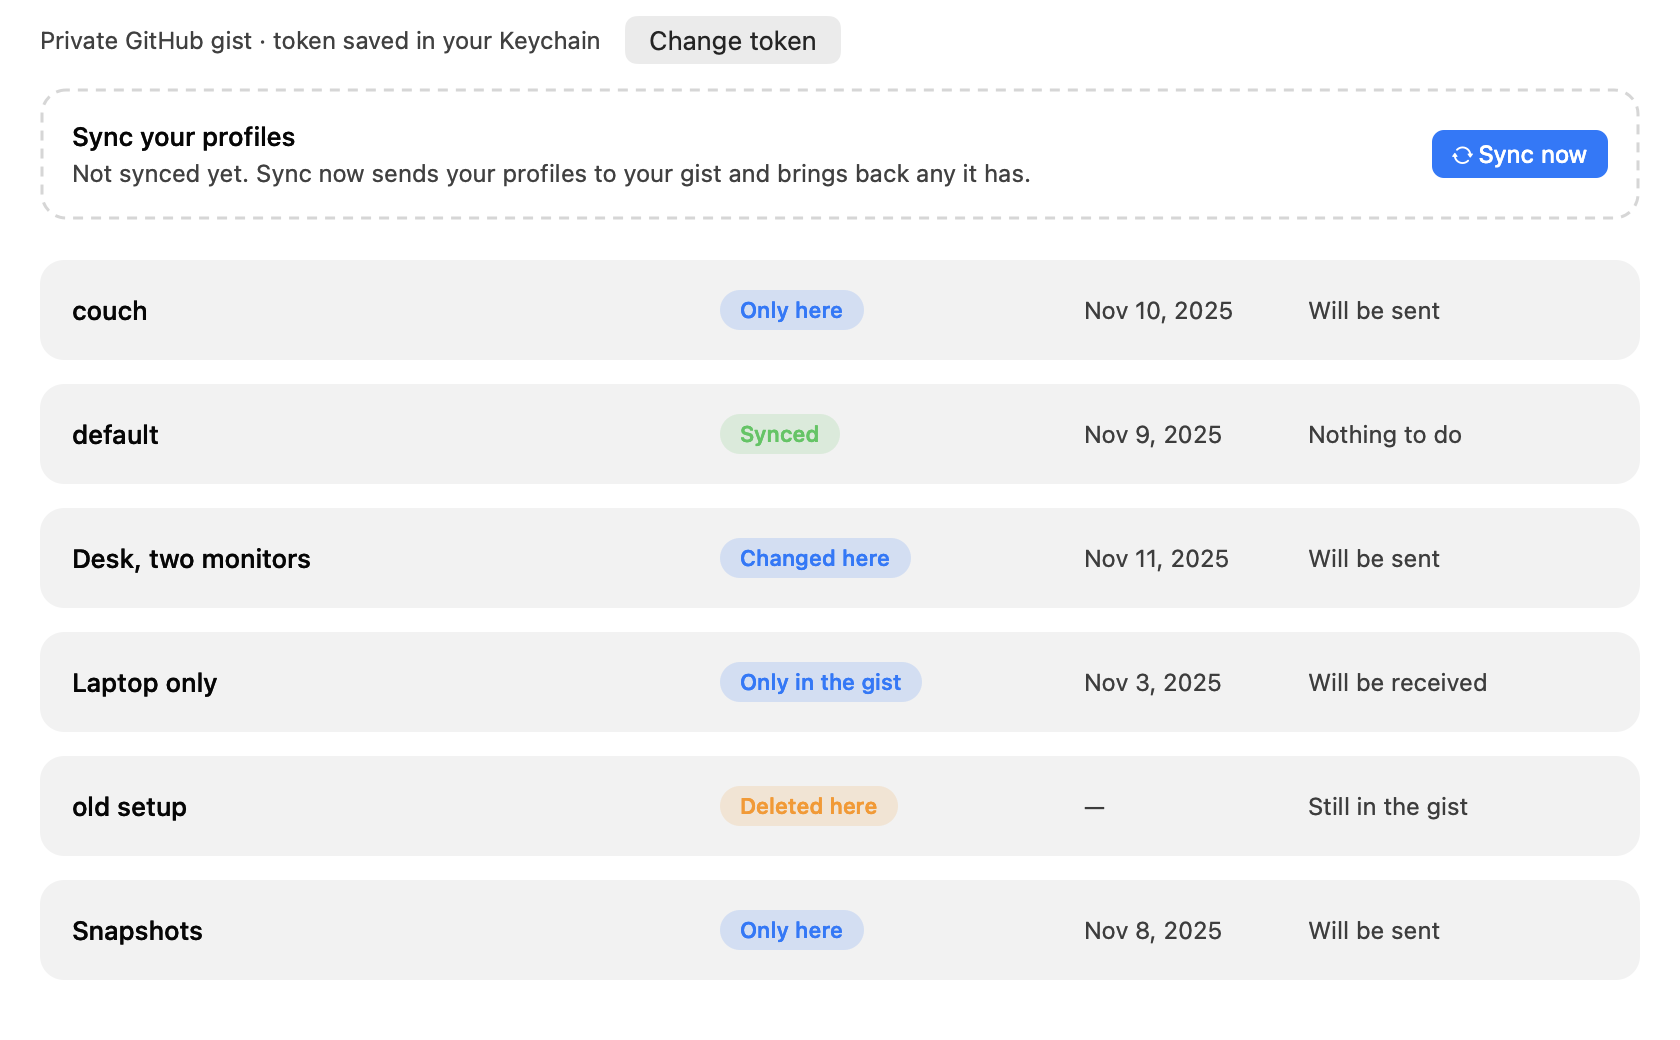 Private GitHub gist · token saved in your Keychain Change token
Sync your profiles
Not synced yet. Sync now sends your profiles to your gist and brings back any it has.
Sync now
couch Only here Nov 10, 2025 Will be sent
default Synced Nov 9, 2025 Nothing to do
Desk, two monitors Changed here Nov 11, 2025 Will be sent
Laptop only Only in the gist Nov 3, 2025 Will be received
old setup Deleted here — Still in the gist
Snapshots Only here Nov 8, 2025 Will be sent